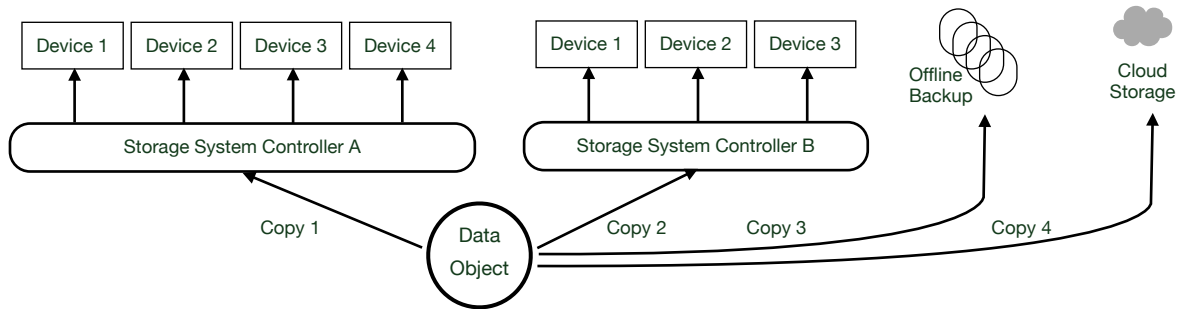 Device 1
Device 2
Device 3
Device 4
Device 1
Device 2
Device 3
Offline
Backup
Cloud
Storage
Storage System Controller A
Storage System Controller B
Copy 1
Copy 2
Copy 3
Copy 4
Data
Object